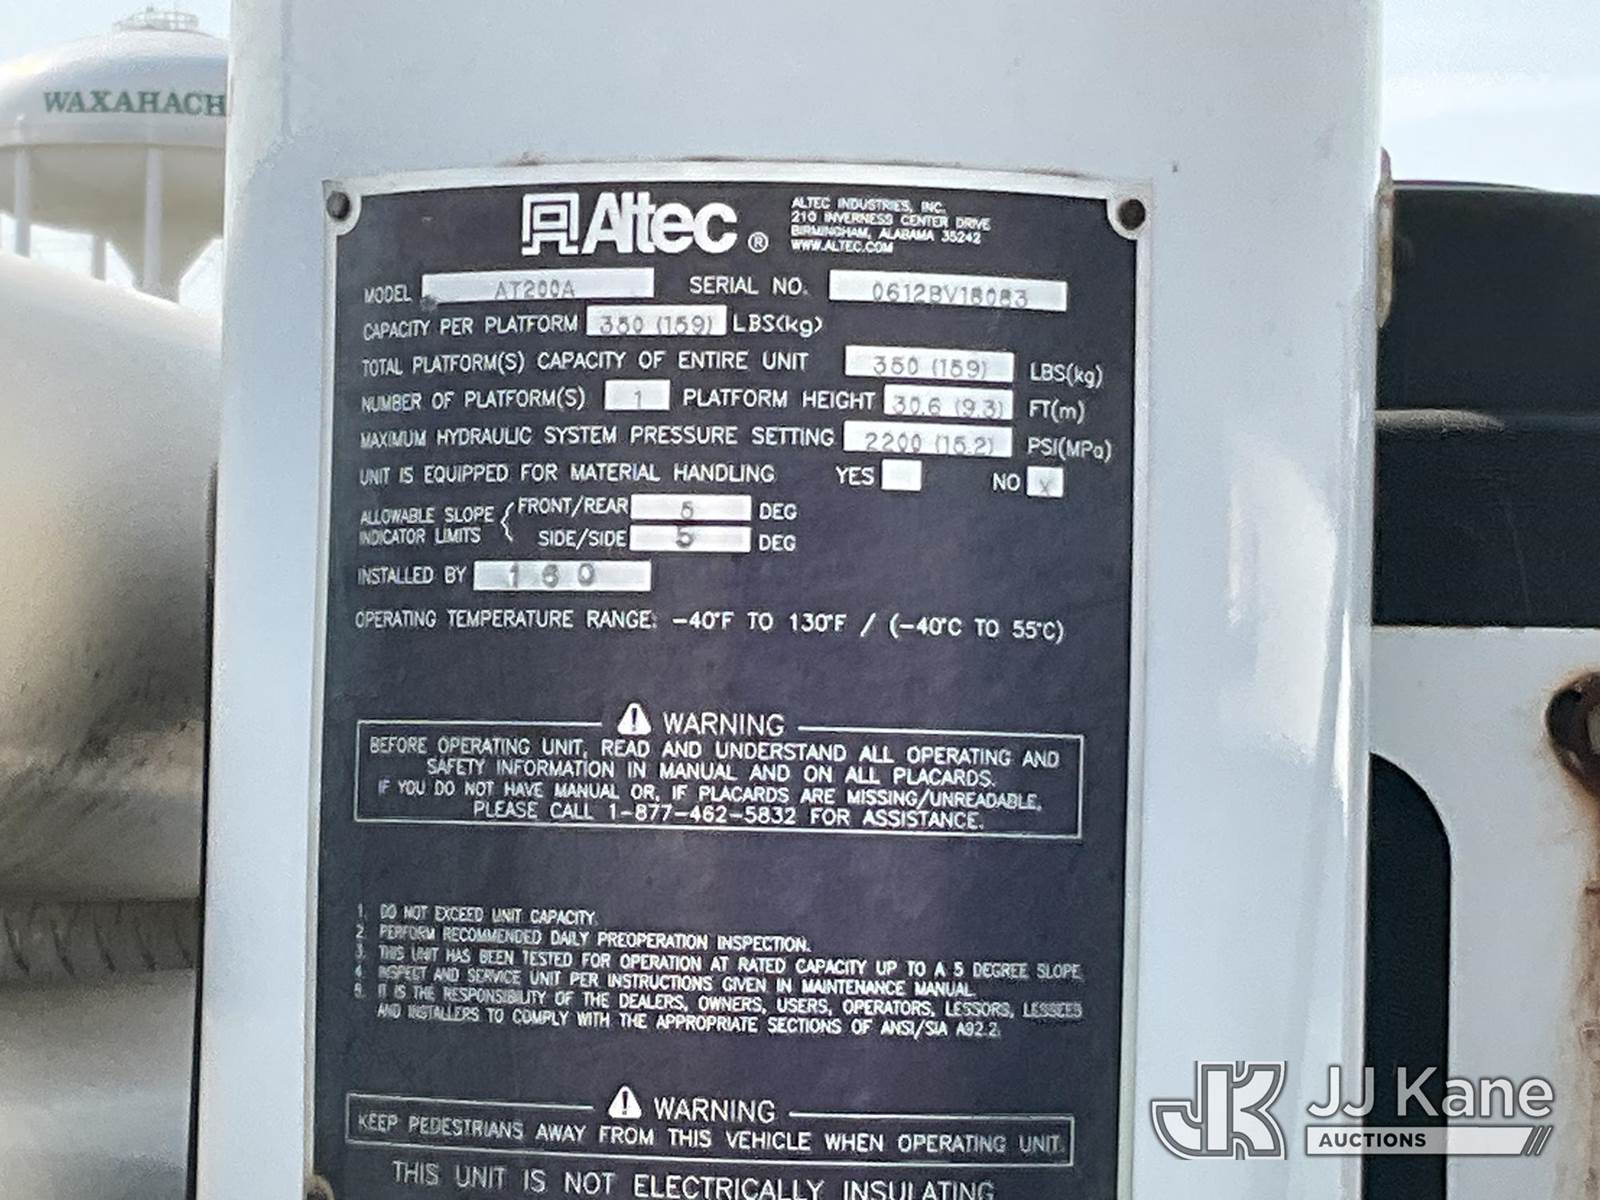 WAXAHACH
Altec ®
ALTEC INDUSTRIES, INC.
210 INVERNESS CENTER DRIVE
BIRMINGHAM, ALABAMA 35242
WWW.ALTEC.COM
MODEL AT200A SERIAL NO. 0612BV18083
CAPACITY PER PLATFORM 350 (159) LBS(kg)
TOTAL PLATFORM(S) CAPACITY OF ENTIRE UNIT 350 (159) LBS(kg)
NUMBER OF PLATFORM(S) 1 PLATFORM HEIGHT 30.6 (9.3) FT(m)
MAXIMUM HYDRAULIC SYSTEM PRESSURE SETTING 2200 (15.2) PSI(MPa)
UNIT IS EQUIPPED FOR MATERIAL HANDLING YES NO X
ALLOWABLE SLOPE INDICATOR LIMITS
FRONT/REAR 5 DEG
SIDE/SIDE 5 DEG
INSTALLED BY 160
OPERATING TEMPERATURE RANGE: -40°F TO 130°F / (-40°C TO 55°C)
WARNING
BEFORE OPERATING UNIT, READ AND UNDERSTAND ALL OPERATING AND
SAFETY INFORMATION IN MANUAL AND ON ALL PLACARDS.
IF YOU DO NOT HAVE MANUAL OR, IF PLACARDS ARE MISSING/UNREADABLE,
PLEASE CALL 1-877-462-5832 FOR ASSISTANCE.
1. DO NOT EXCEED UNIT CAPACITY.
2. PERFORM RECOMMENDED DAILY PREOPERATION INSPECTION.
3. THIS UNIT HAS BEEN TESTED FOR OPERATION AT RATED CAPACITY UP TO A 5 DEGREE SLOPE.
4. INSPECT AND SERVICE UNIT PER INSTRUCTIONS GIVEN IN MAINTENANCE MANUAL.
5. IT IS THE RESPONSIBILITY OF THE DEALERS, OWNERS, USERS, OPERATORS, LESSORS, LESSEES
AND INSTALLERS TO COMPLY WITH THE APPROPRIATE SECTIONS OF ANSI/SIA A92.2.
WARNING
KEEP PEDESTRIANS AWAY FROM THIS VEHICLE WHEN OPERATING UNIT.
THIS UNIT IS NOT ELECTRICALLY INSULATING
JK JJ Kane
AUCTIONS